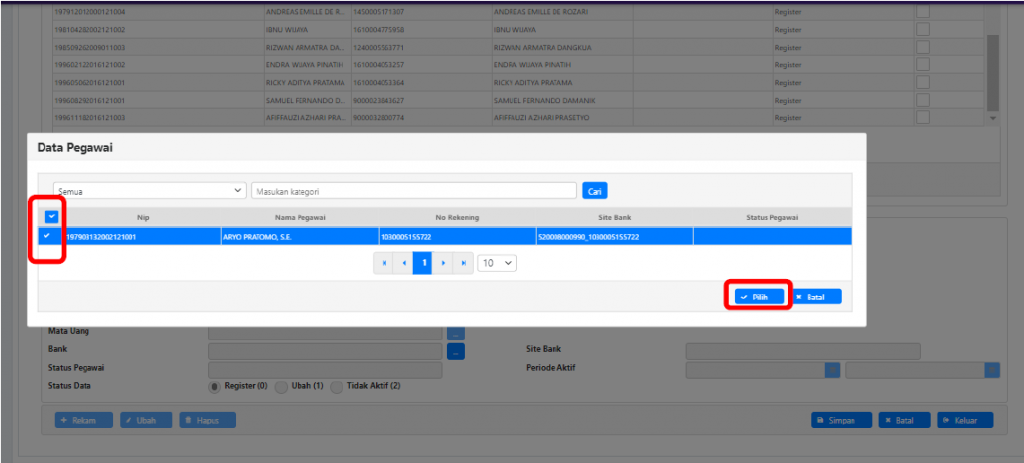 197912012000121004 ANDREAS EMILLE DE R... 1450005171307 ANDREAS EMILLE DE ROZARI Register
198104282002121002 IBNU WIJAYA 1610004775958 IBNU WIJAYA Register
198509262009011003 RIZWAN ARMATRA DA... 1240005553771 RIZWAN ARMATRA DANGKUA Register
199602122016121002 ENDRA WIJAYA PINATIH 1610004053257 ENDRA WIJAYA PINATIH Register
199605062016121001 RICKY ADITYA PRATAMA 1610004053364 RICKY ADITYA PRATAMA Register
199608292016121001 SAMUEL FERNANDO D... 9000023843627 SAMUEL FERNANDO DAMANIK Register
199611182016121003 AFIFFAUZI AZHARI PRA... 9000032800774 AFIFFAUZI AZHARI PRASETYO Register
Data Pegawai
Semua Masukan kategori Cari
Nip Nama Pegawai No Rekening Site Bank Status Pegawai
197903132002121001 ARYO PRATOMO, S.E. 1030005155722 520008000990_1030005155722
1 10
Pilih Batal
Mata Uang ...
Bank ... Site Bank
Status Pegawai Periode Aktif
Status Data Register (0) Ubah (1) Tidak Aktif (2)
Rekam Ubah Hapus Simpas Batal Keluar